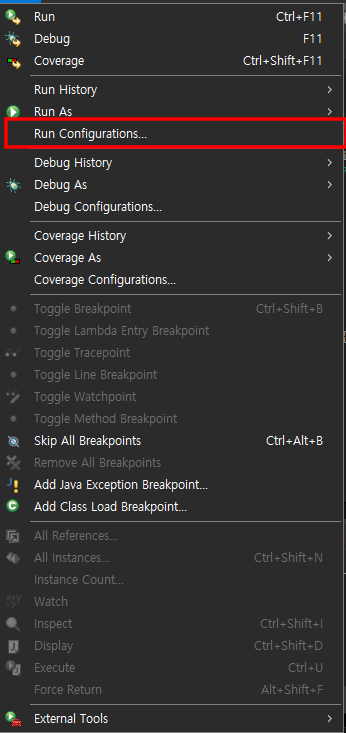 Run Ctrl+F11
Debug F11
Coverage Ctrl+Shift+F11
Run History
Run As
Run Configurations...
Debug History
Debug As
Debug Configurations...
Coverage History
Coverage As
Coverage Configurations...
Toggle Breakpoint Ctrl+Shift+B
Toggle Lambda Entry Breakpoint
Toggle Tracepoint
Toggle Line Breakpoint
Toggle Watchpoint
Toggle Method Breakpoint
Skip All Breakpoints Ctrl+Alt+B
Remove All Breakpoints
Add Java Exception Breakpoint...
Add Class Load Breakpoint...
All References...
All Instances... Ctrl+Shift+N
Instance Count...
Watch
Inspect Ctrl+Shift+I
Display Ctrl+Shift+D
Execute Ctrl+U
Force Return Alt+Shift+F
External Tools